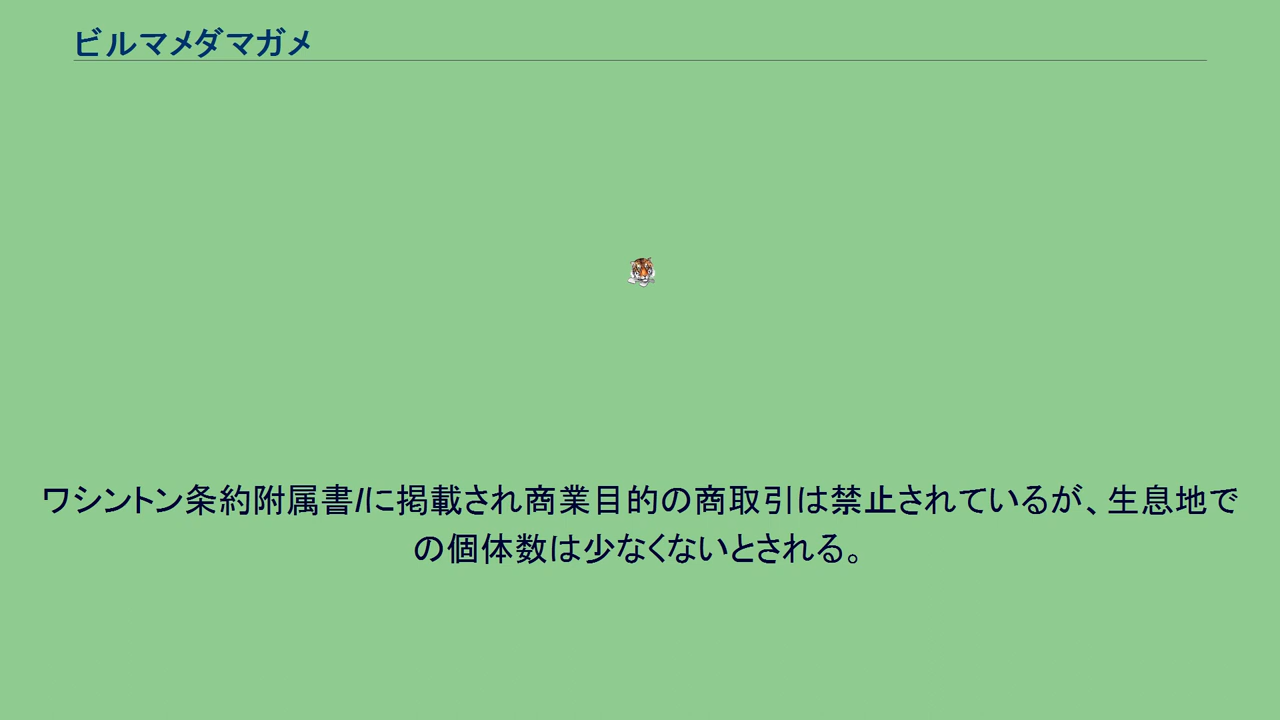 ビルマメダマガメ
ワシントン条約附属書Iに掲載され商業目的の商取引は禁止されているが、生息地で
の個体数は少なくないとされる。